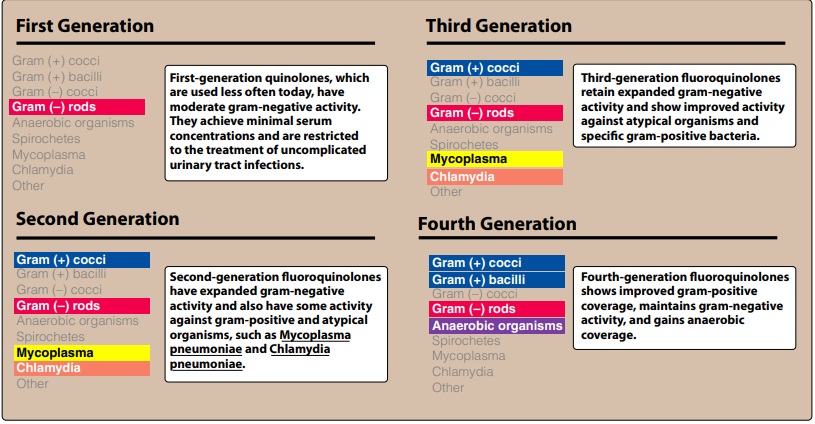 First Generation
Gram (+) cocci
Gram (+) bacilli
Gram (−) cocci
Gram (−) rods
Anaerobic organisms
Spirochetes
Mycoplasma
Chlamydia
Other
First-generation quinolones, which
are used less often today, have
moderate gram-negative activity.
They achieve minimal serum
concentrations and are restricted
to the treatment of uncomplicated
urinary tract infections.
Third Generation
Gram (+) cocci
Gram (+) bacilli
Gram (−) cocci
Gram (−) rods
Anaerobic organisms
Spirochetes
Mycoplasma
Chlamydia
Other
Third-generation fluoroquinolones
retain expanded gram-negative
activity and show improved activity
against atypical organisms and
specific gram-positive bacteria.
Second Generation
Gram (+) cocci
Gram (+) bacilli
Gram (−) cocci
Gram (−) rods
Anaerobic organisms
Spirochetes
Mycoplasma
Chlamydia
Other
Second-generation fluoroquinolones
have expanded gram-negative
activity and also have some activity
against gram-positive and atypical
organisms, such as Mycoplasma
pneumoniae and Chlamydia
pneumoniae.
Fourth Generation
Gram (+) cocci
Gram (+) bacilli
Gram (−) cocci
Gram (−) rods
Anaerobic organisms
Spirochetes
Mycoplasma
Chlamydia
Other
Fourth-generation fluoroquinolones
shows improved gram-positive
coverage, maintains gram-negative
activity, and gains anaerobic
coverage.